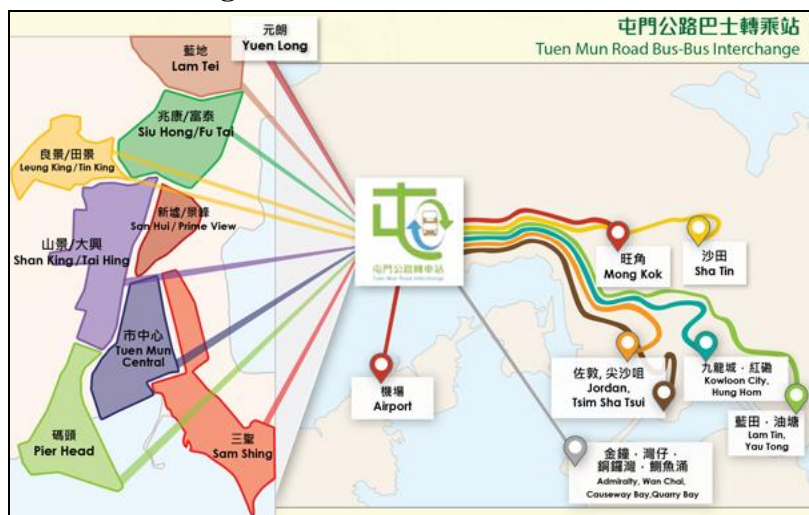 屯門公路巴士轉乘站
Tuen Mun Road Bus-Bus Interchange
元朗
Yuen Long
藍地
Lam Tei
兆康/富泰
Siu Hong/Fu Tai
良景/田景
Leung King/Tin King
新墟/景峰
San Hui / Prime View
山景/大興
Shan King/Tai Hing
市中心
Tuen Mun
Central
碼頭
Pier Head
三聖
Sam Shing
屯門公路轉乘站
Tuen Mun Road Interchange
機場
Airport
旺角
Mong Kok
沙田
Sha Tin
佐敦, 尖沙咀
Jordan,
Tsim Sha Tsui
九龍城・紅磡
Kowloon City,
Hung Hom
藍田・油塘
Lam Tin,
Yau Tong
金鐘・灣仔・
銅鑼灣・鰂魚涌
Admiralty, Wan Chai,
Causeway Bay,Quarry Bay